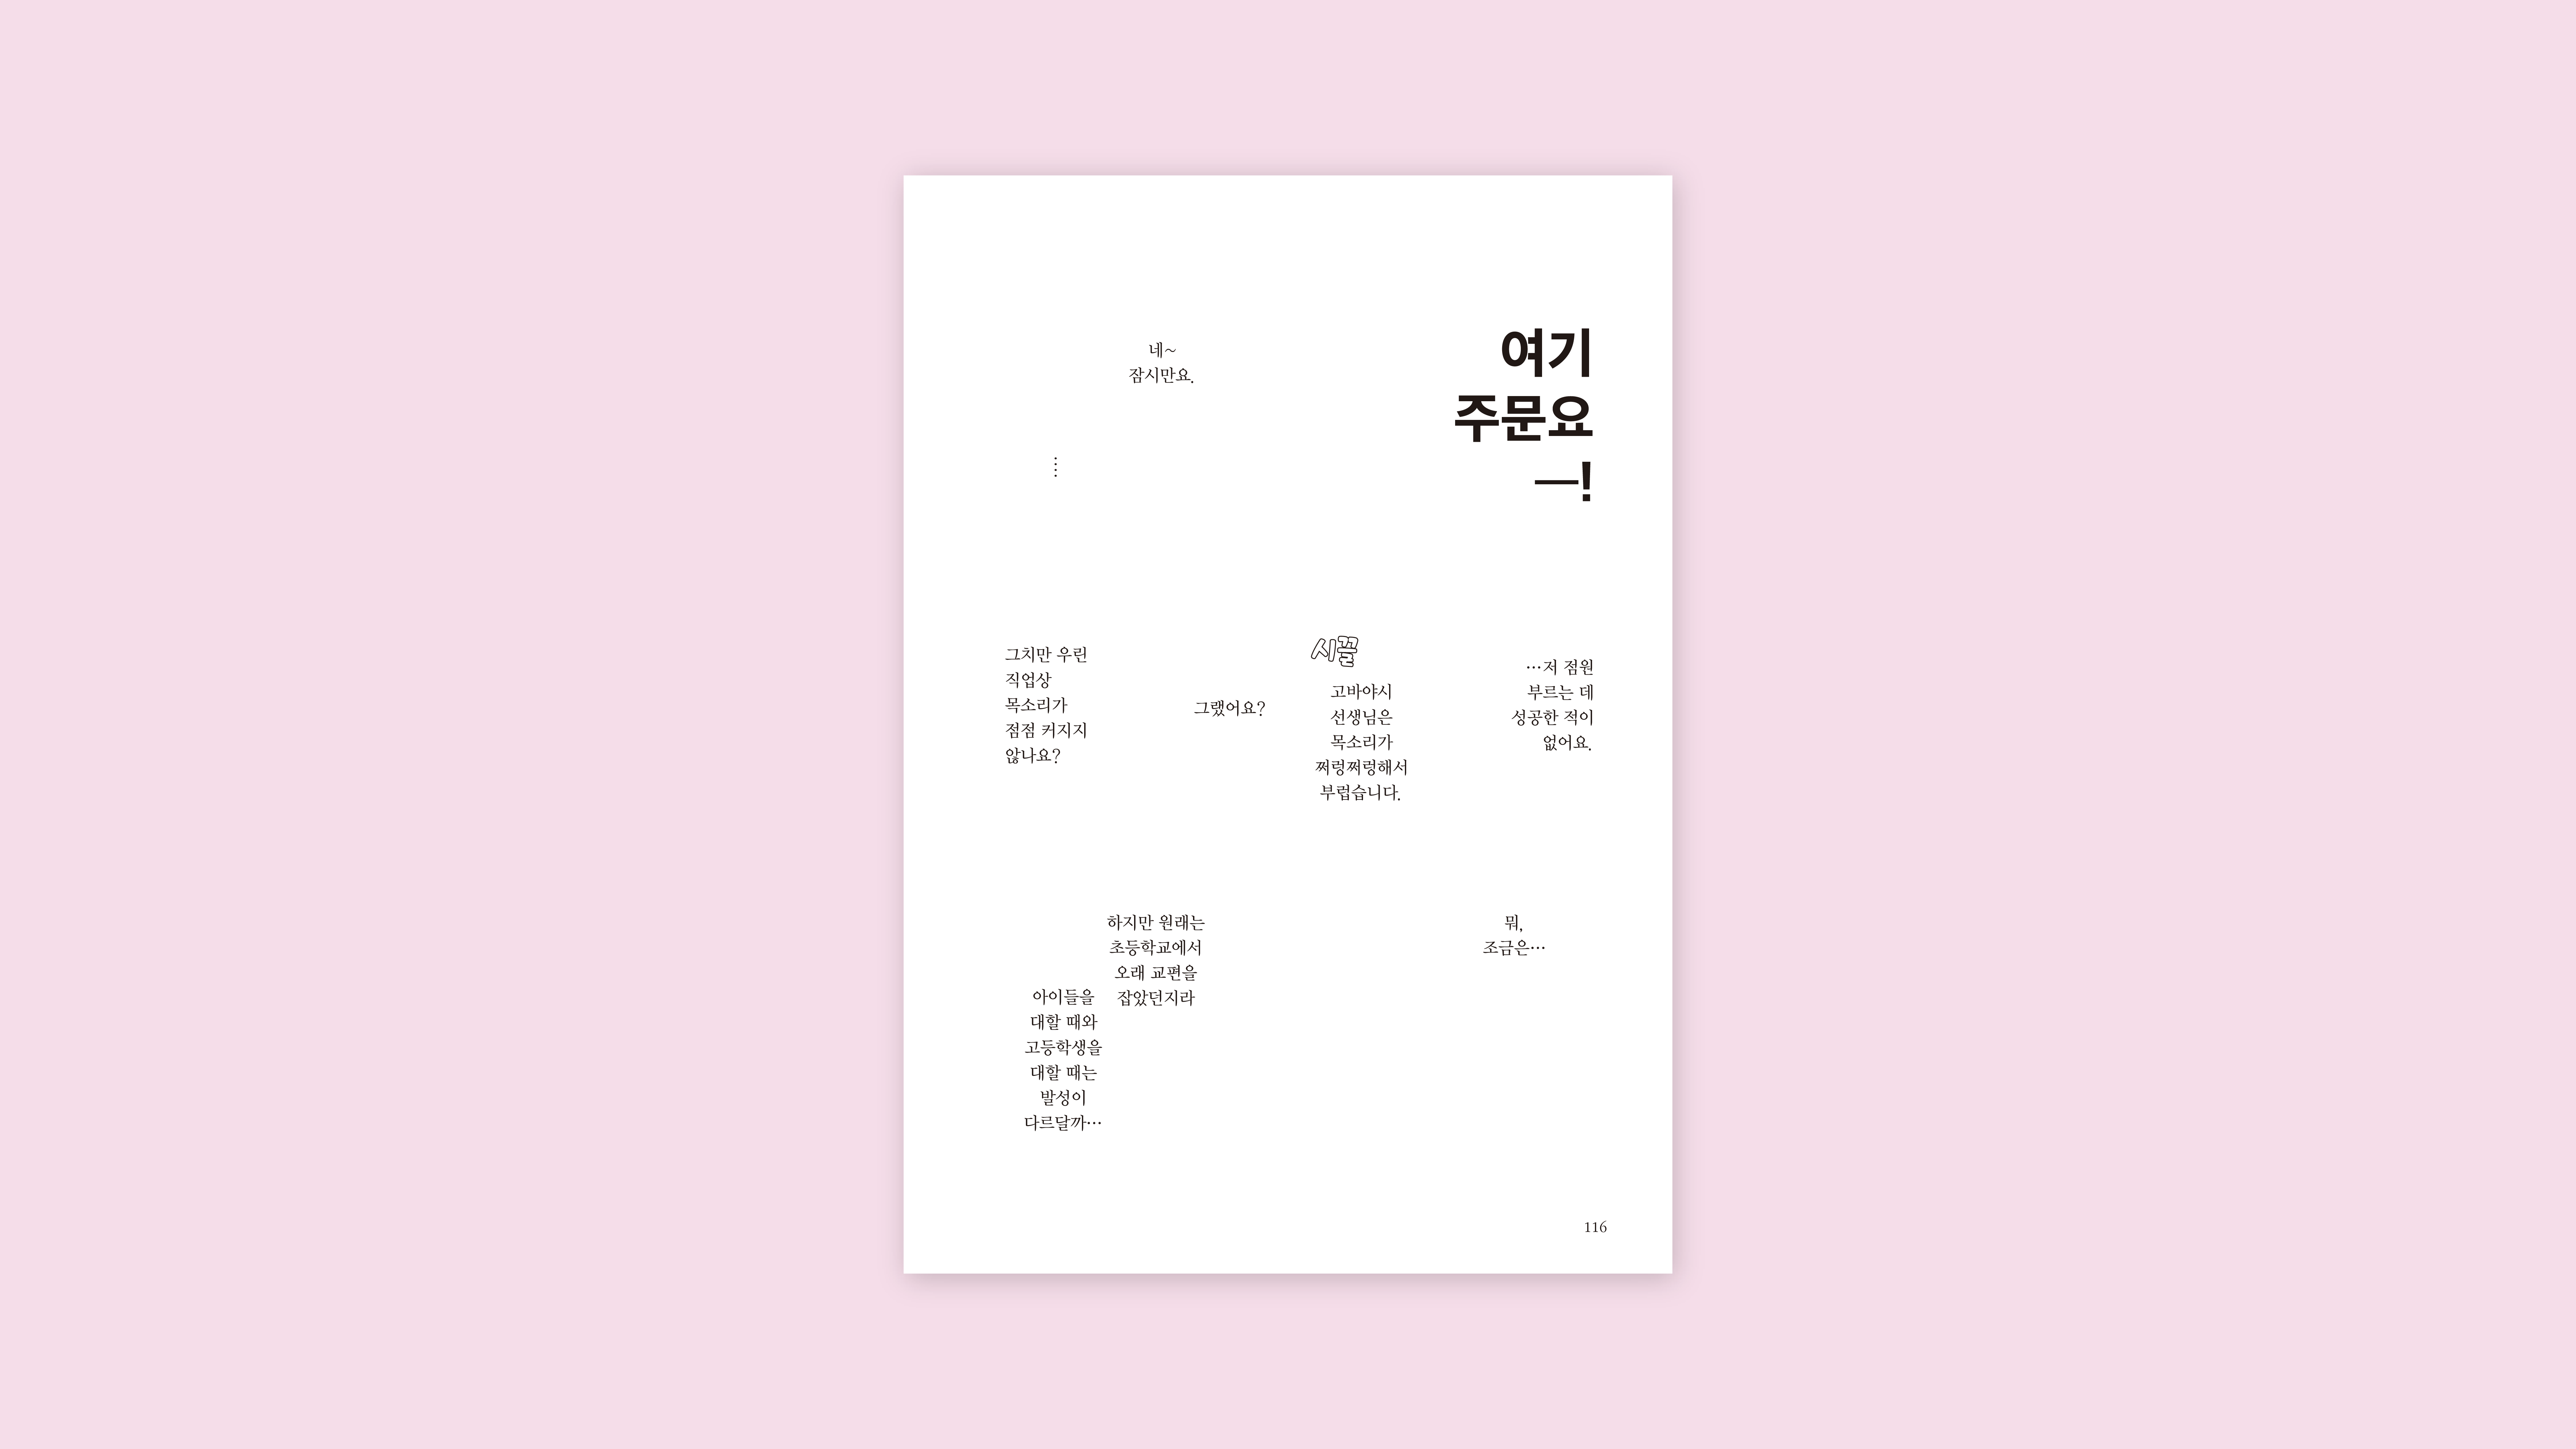 여기
주문요
—!
네~
잠시만요.
……
…저 점원
부르는 데
성공한 적이
없어요.
시끌
고바야시
선생님은
목소리가
쩌렁쩌렁해서
부럽습니다.
그랬어요?
그치만 우린
직업상
목소리가
점점 커지지
않나요?
뭐,
조금은…
하지만 원래는
초등학교에서
오래 교편을
잡았던지라
아이들을
대할 때와
고등학생을
대할 때는
발성이
다르달까…
116